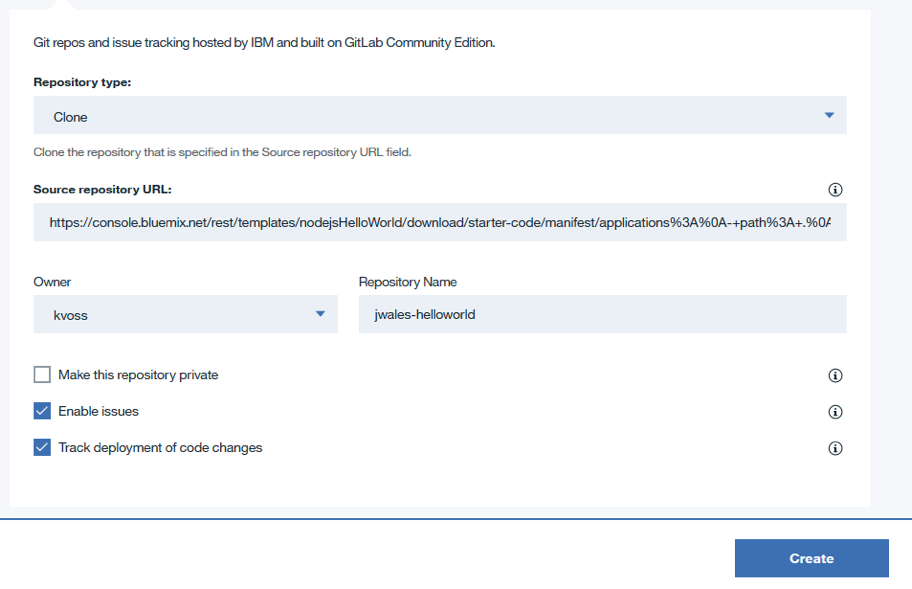 Git repos and issue tracking hosted by IBM and built on GitLab Community Edition.
Repository type:
Clone
Clone the repository that is specified in the Source repository URL field.
Source repository URL:
https://console.bluemix.net/rest/templates/nodejsHelloWorld/download/starter-code/manifest/applications%3A%0A-+path%3A+.%0A
Owner
Repository Name
kvoss
jwales-helloworld
Make this repository private
Enable issues
Track deployment of code changes
Create